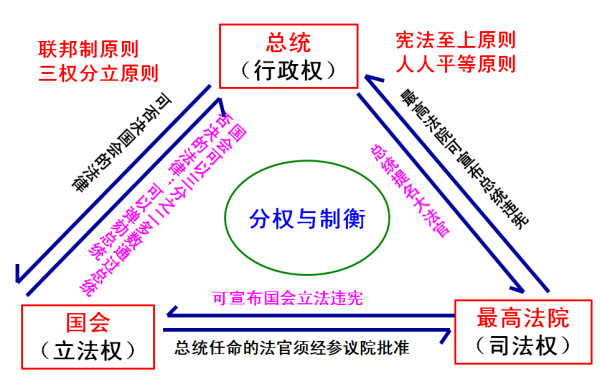 联邦制原则
三权分立原则
总统
(行政权)
宪法至上原则
人人平等原则
可否决国会的法律
国会可以三分之二多数通过总统
否决的法律;可以弹劾总统
总统提名大法官
最高法院可宣布总统违宪
分权与制衡
可宣布国会立法违宪
总统任命的法官须经参议院批准
国会
(立法权)
最高法院
(司法权)